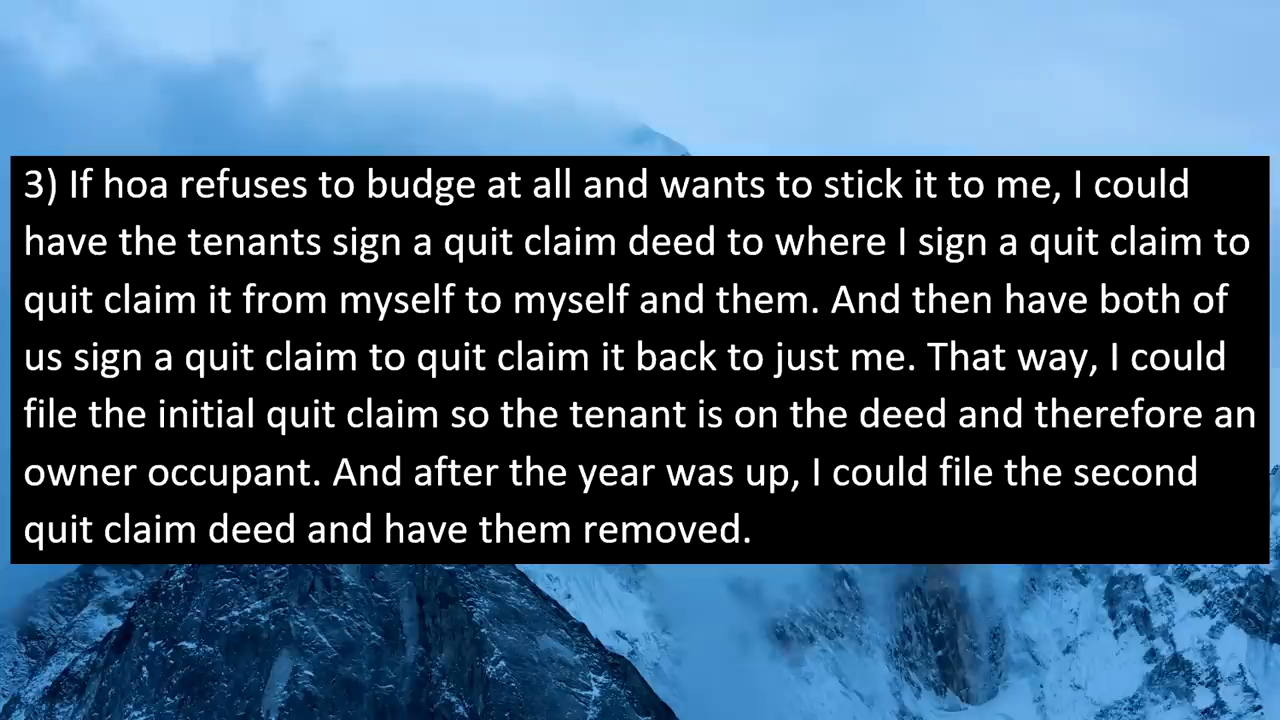 3) If hoa refuses to budge at all and wants to stick it to me, I could
have the tenants sign a quit claim deed to where I sign a quit claim to
quit claim it from myself to myself and them. And then have both of
us sign a quit claim to quit claim it back to just me. That way, I could
file the initial quit claim so the tenant is on the deed and therefore an
owner occupant. And after the year was up, I could file the second
quit claim deed and have them removed.